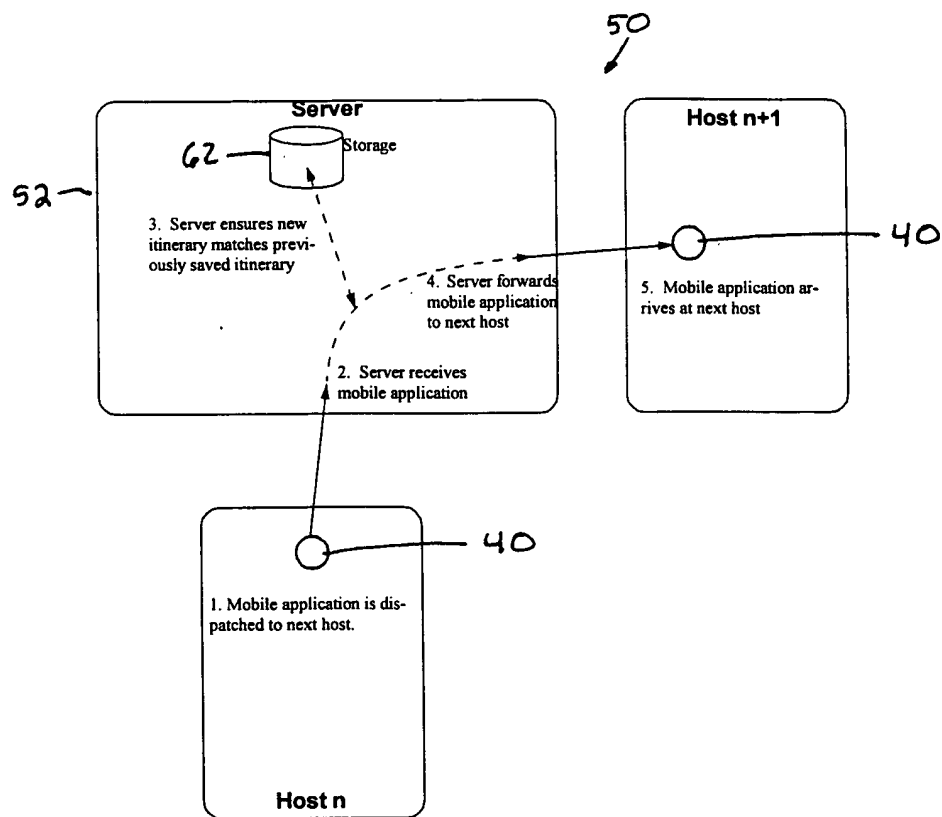 50
Server
Host n+1
62
Storage
52
3. Server ensures new
itinerary matches previ-
ously saved itinerary
40
4. Server forwards
mobile application
to next host
5. Mobile application ar-
rives at next host
2. Server receives
mobile application
40
1. Mobile application is dis-
patched to next host.
Host n